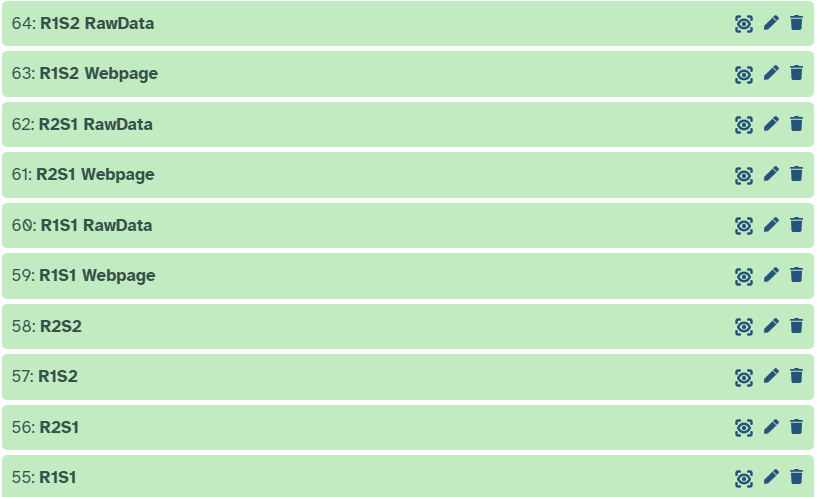 64: R1S2 RawData
63: R1S2 Webpage
62: R2S1 RawData
61: R2S1 Webpage
60: R1S1 RawData
59: R1S1 Webpage
58: R2S2
57: R1S2
56: R2S1
55: R1S1